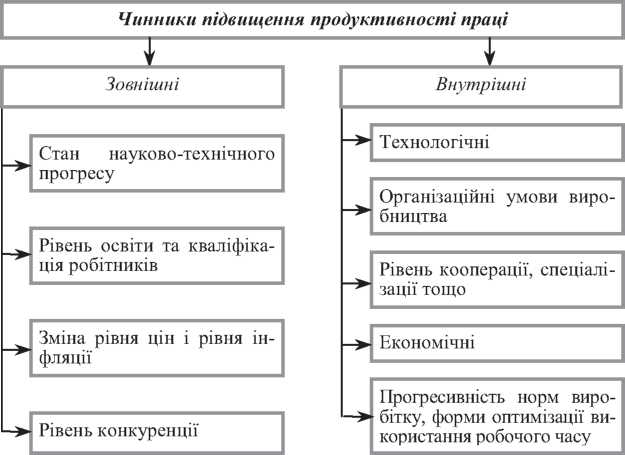 Чинники підвищення продуктивності праці
Зовнішні
Стан науково-технічного
прогресу
Рівень освіти та кваліфіка-
ція робітників
Зміна рівня цін і рівня ін-
фляції
Рівень конкуренції
Внутрішні
Технологічні
Організаційні умови виро-
бництва
Рівень кооперації, спеціалі-
зації тощо
Економічні
Прогресивність норм виро-
бітку, форми оптимізації ви-
користання робочого часу